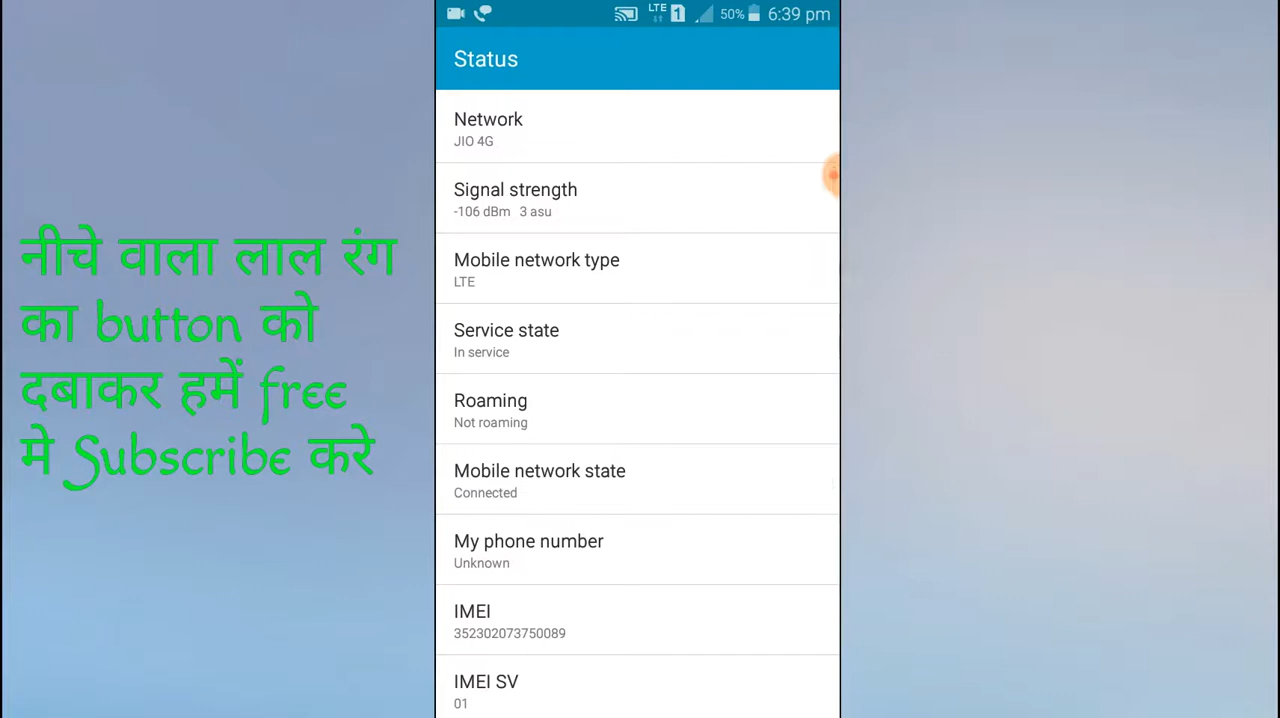 LTE 1 50% 6:39 pm
Status
Network
JIO 4G
Signal strength
-106 dBm 3 asu
Mobile network type
LTE
Service state
In service
Roaming
Not roaming
Mobile network state
Connected
My phone number
Unknown
IMEI
352302073750089
IMEI SV
01
नीचे वाला लाल रंग
का button को
दबाकर हमें free
मे Subscribe करे